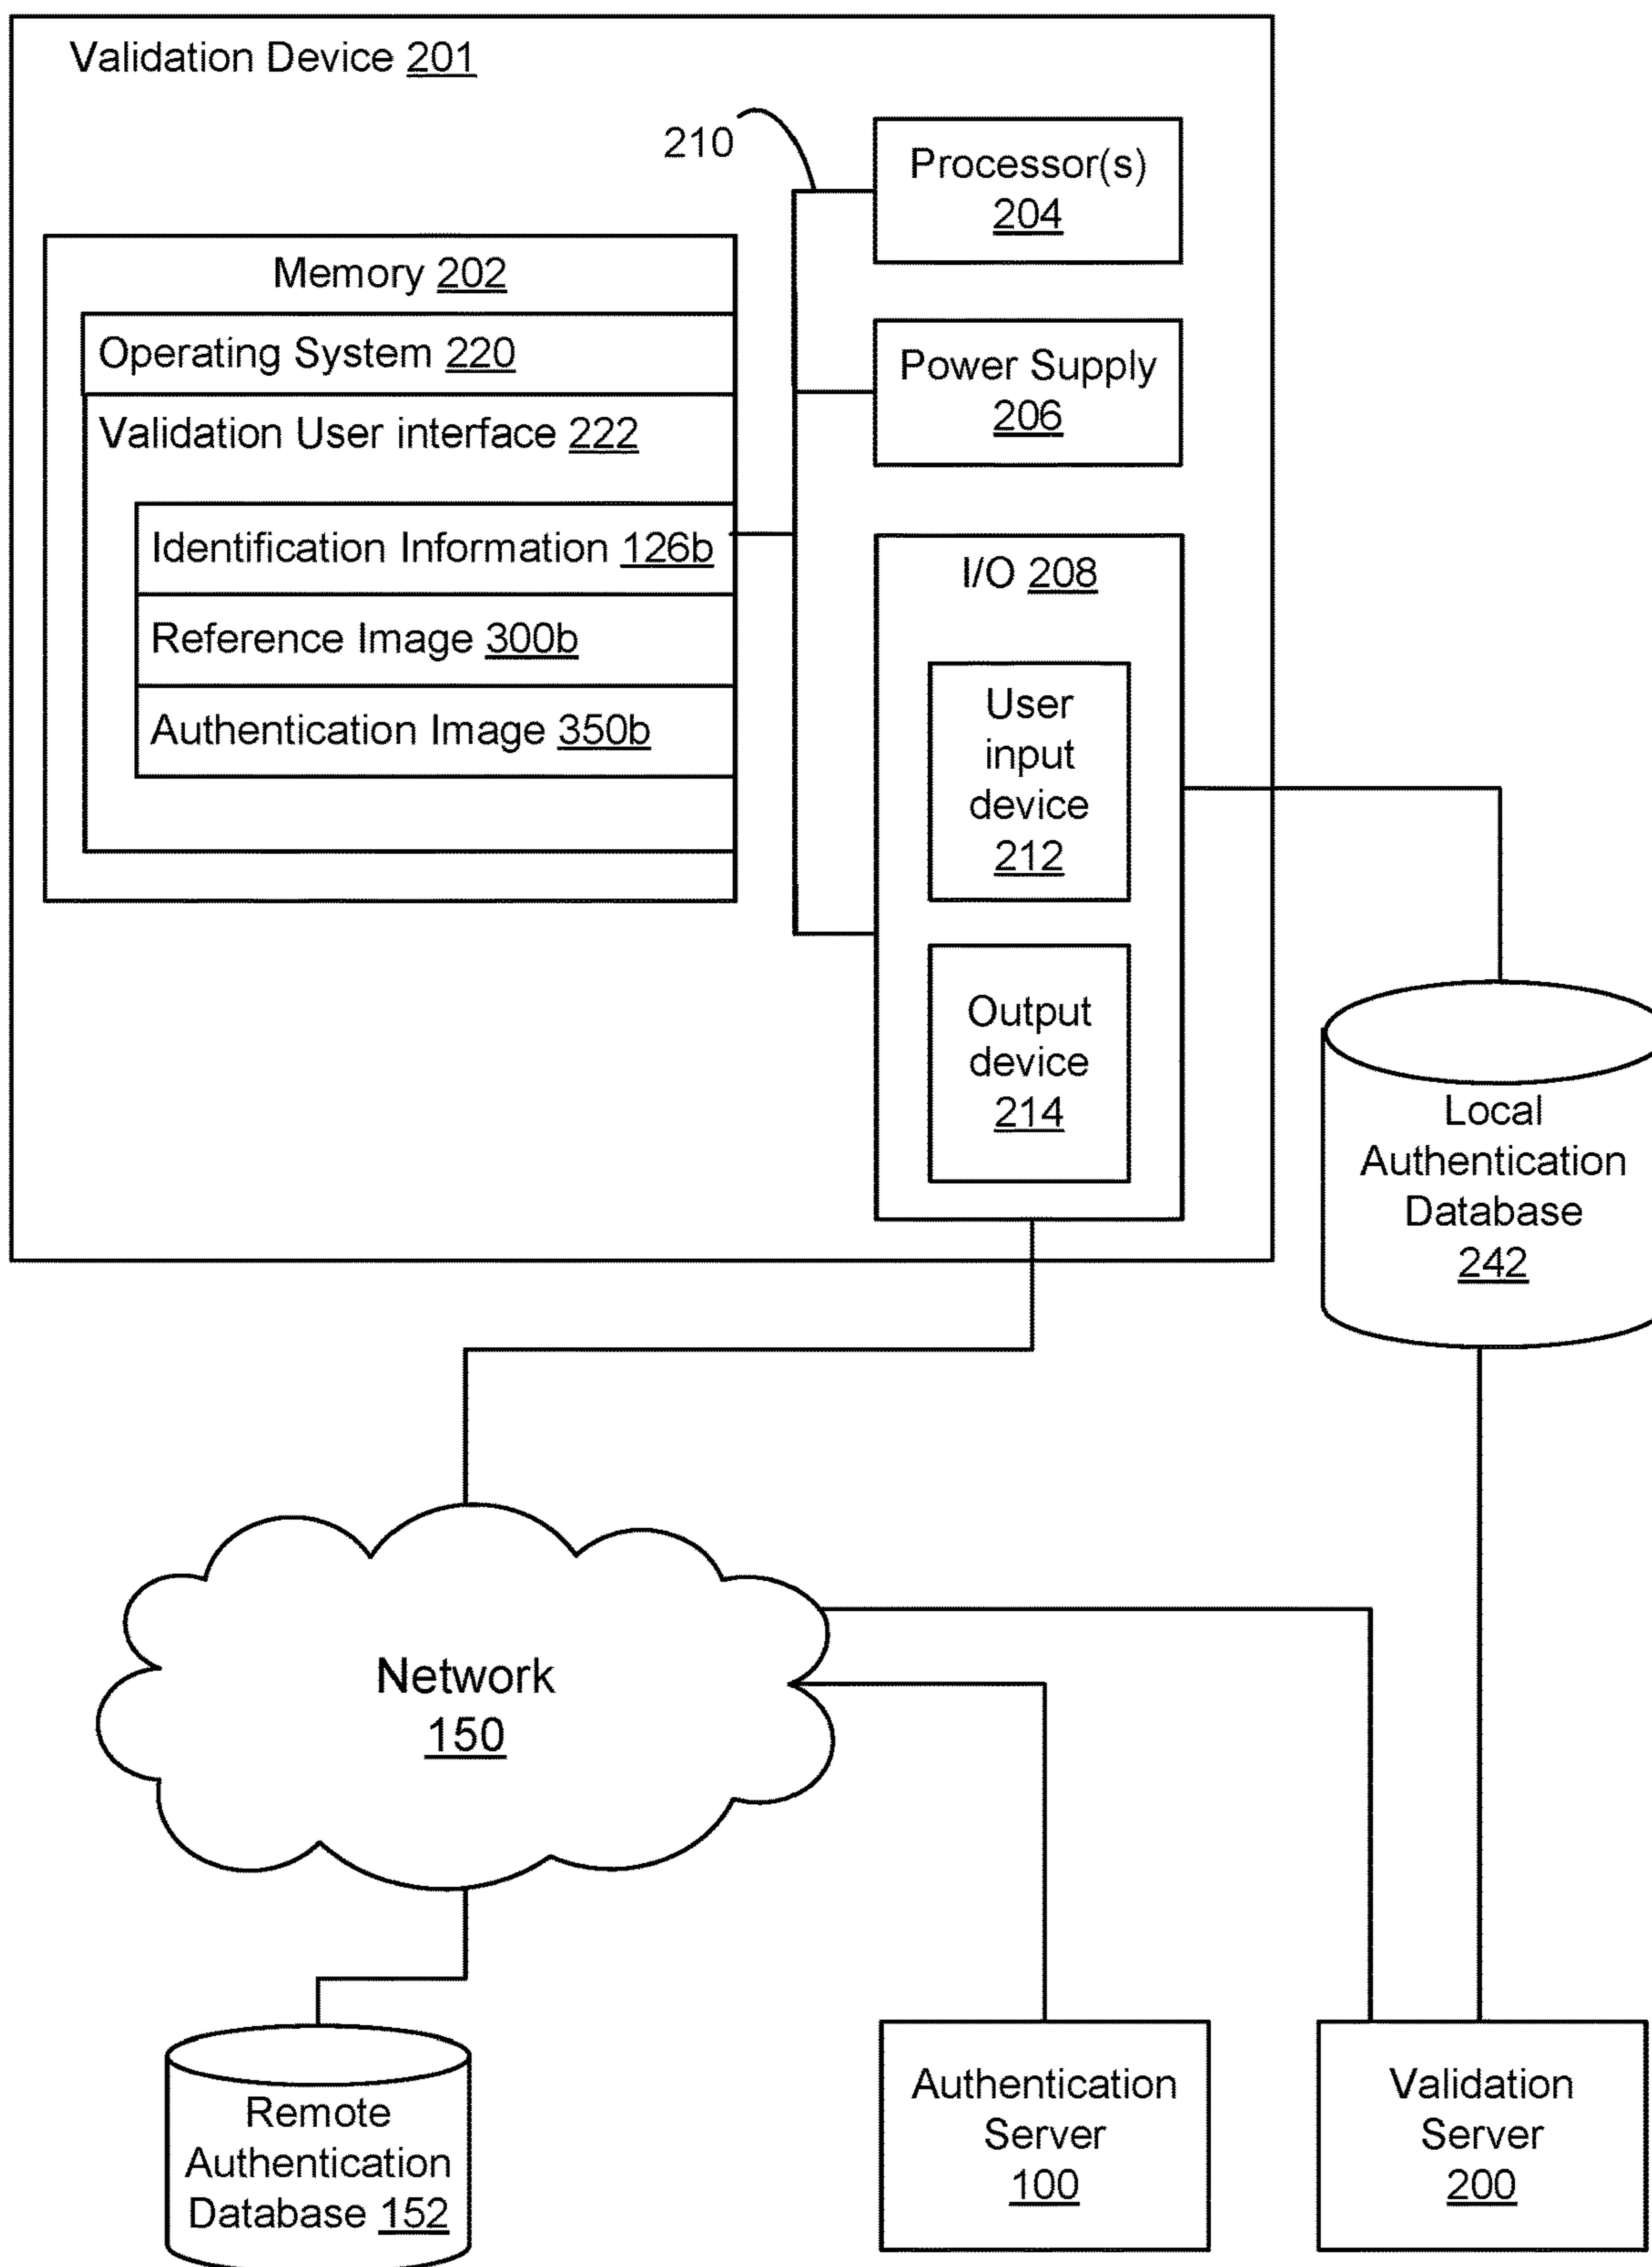 Validation Device 201
210
Processor(s)
204
Memory 202
Operating System 220
Power Supply
206
Validation User interface 222
Identification Information 126b
Reference Image 300b
Authentication Image 350b
I/O 208
User
input
device
212
Output
device
214
Local
Authentication
Database
242
Network
150
Remote
Authentication
Database 152
Authentication
Server
100
Validation
Server
200